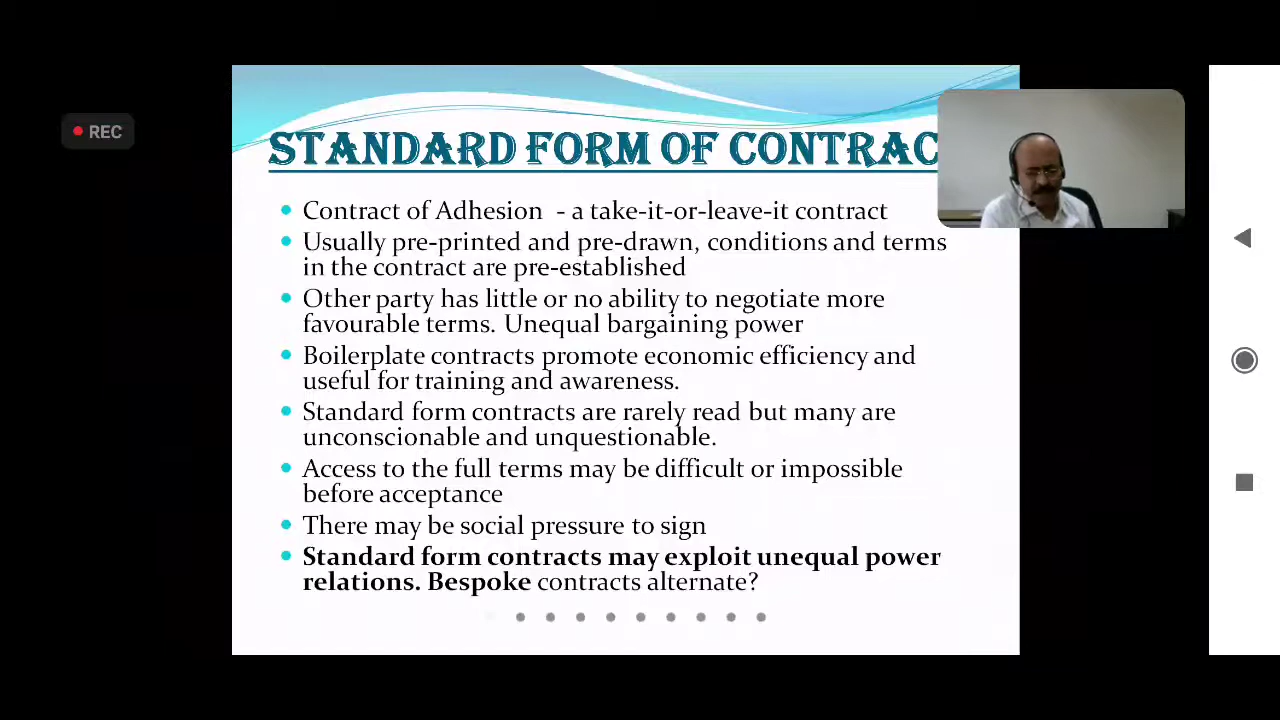 REC
STANDARD FORM OF CONTRAC
Contract of Adhesion - a take-it-or-leave-it contract
Usually pre-printed and pre-drawn, conditions and terms
in the contract are pre-established
Other party has little or no ability to negotiate more
favourable terms. Unequal bargaining power
Boilerplate contracts promote economic efficiency and
useful for training and awareness.
Standard form contracts are rarely read but many are
unconscionable and unquestionable.
Access to the full terms may be difficult or impossible
before acceptance
There may be social pressure to sign
Standard form contracts may exploit unequal power
relations. Bespoke contracts alternate?